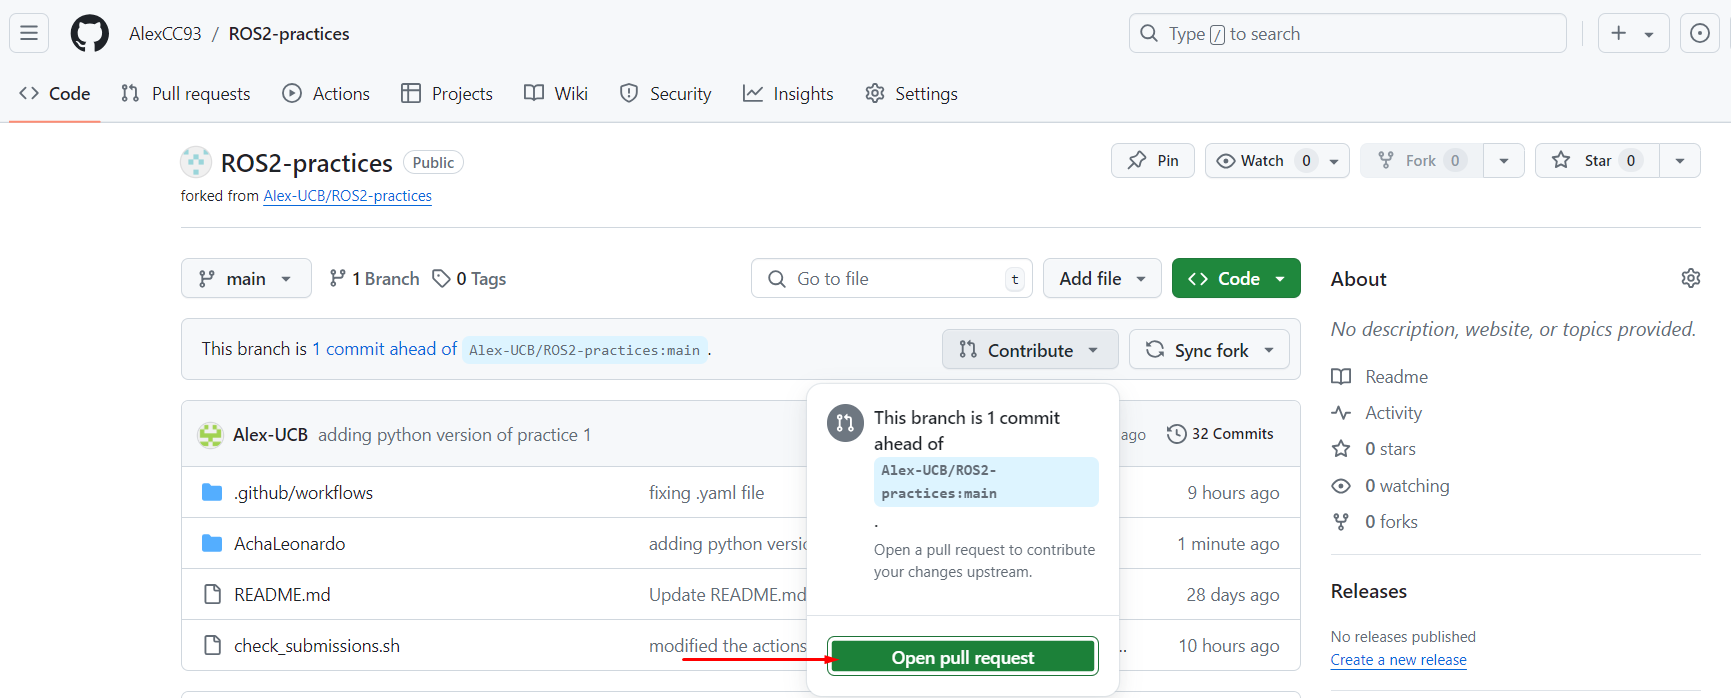 AlexCC93 / ROS2-practices
Type / to search
Code
Pull requests
Actions
Projects
Wiki
Security
Insights
Settings
ROS2-practices Public
Pin
Watch 0
Fork 0
Star 0
forked from Alex-UCB/ROS2-practices
main
1 Branch
0 Tags
Go to file t
Add file
Code
This branch is 1 commit ahead of Alex-UCB/ROS2-practices:main .
Contribute
Sync fork
This branch is 1 commit
ahead of
Alex-UCB/ROS2-
practices:main
.
Open a pull request to contribute
your changes upstream.
Open pull request
Alex-UCB adding python version of practice 1
ago
32 Commits
.github/workflows fixing .yaml file 9 hours ago
AchaLeonardo adding python versio 1 minute ago
README.md Update README.md 28 days ago
check_submissions.sh modified the actions .. 10 hours ago
About
No description, website, or topics provided.
Readme
Activity
0 stars
0 watching
0 forks
Releases
No releases published
Create a new release